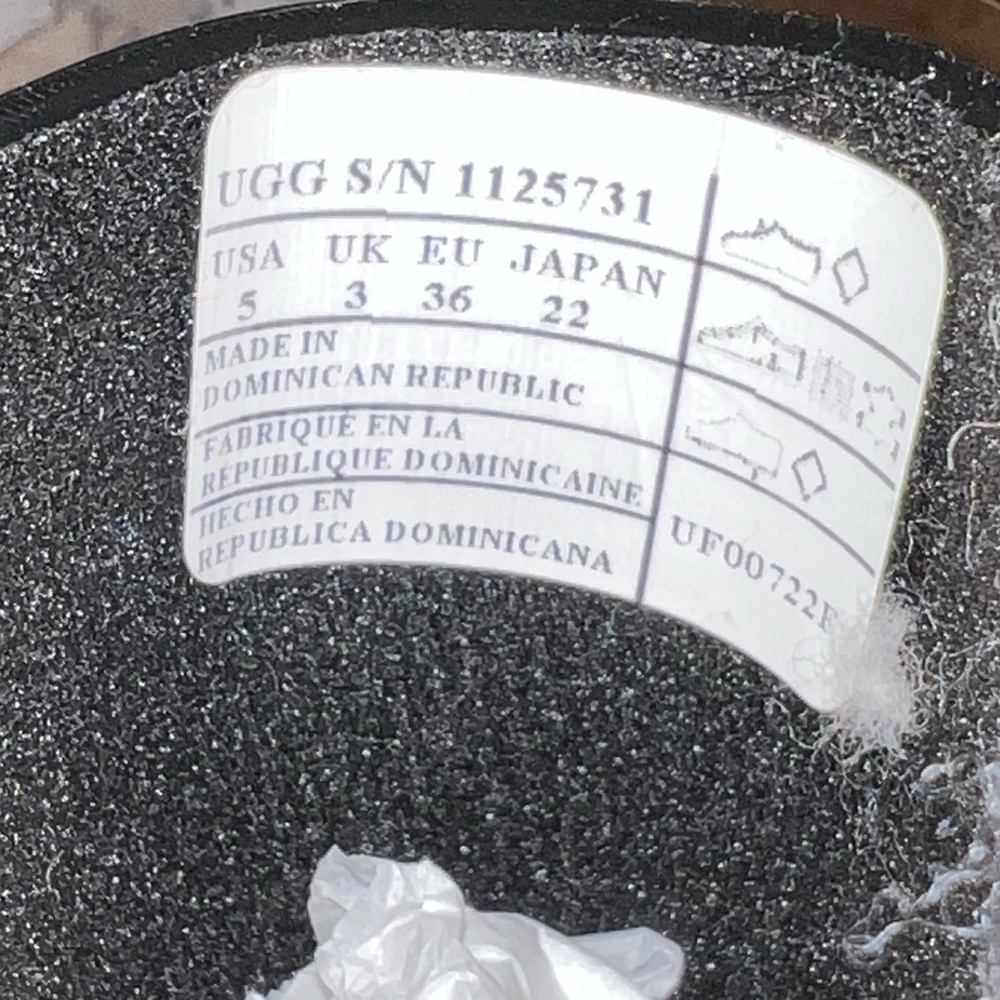 UGG S/N 1125731
USA UK EU JAPAN
5 3 36 22
MADE IN
DOMINICAN REPUBLIC
FABRIQUÉ EN LA
RÉPUBLIQUE DOMINICAINE
HECHO EN
REPUBLICA DOMINICANA
UF00722F